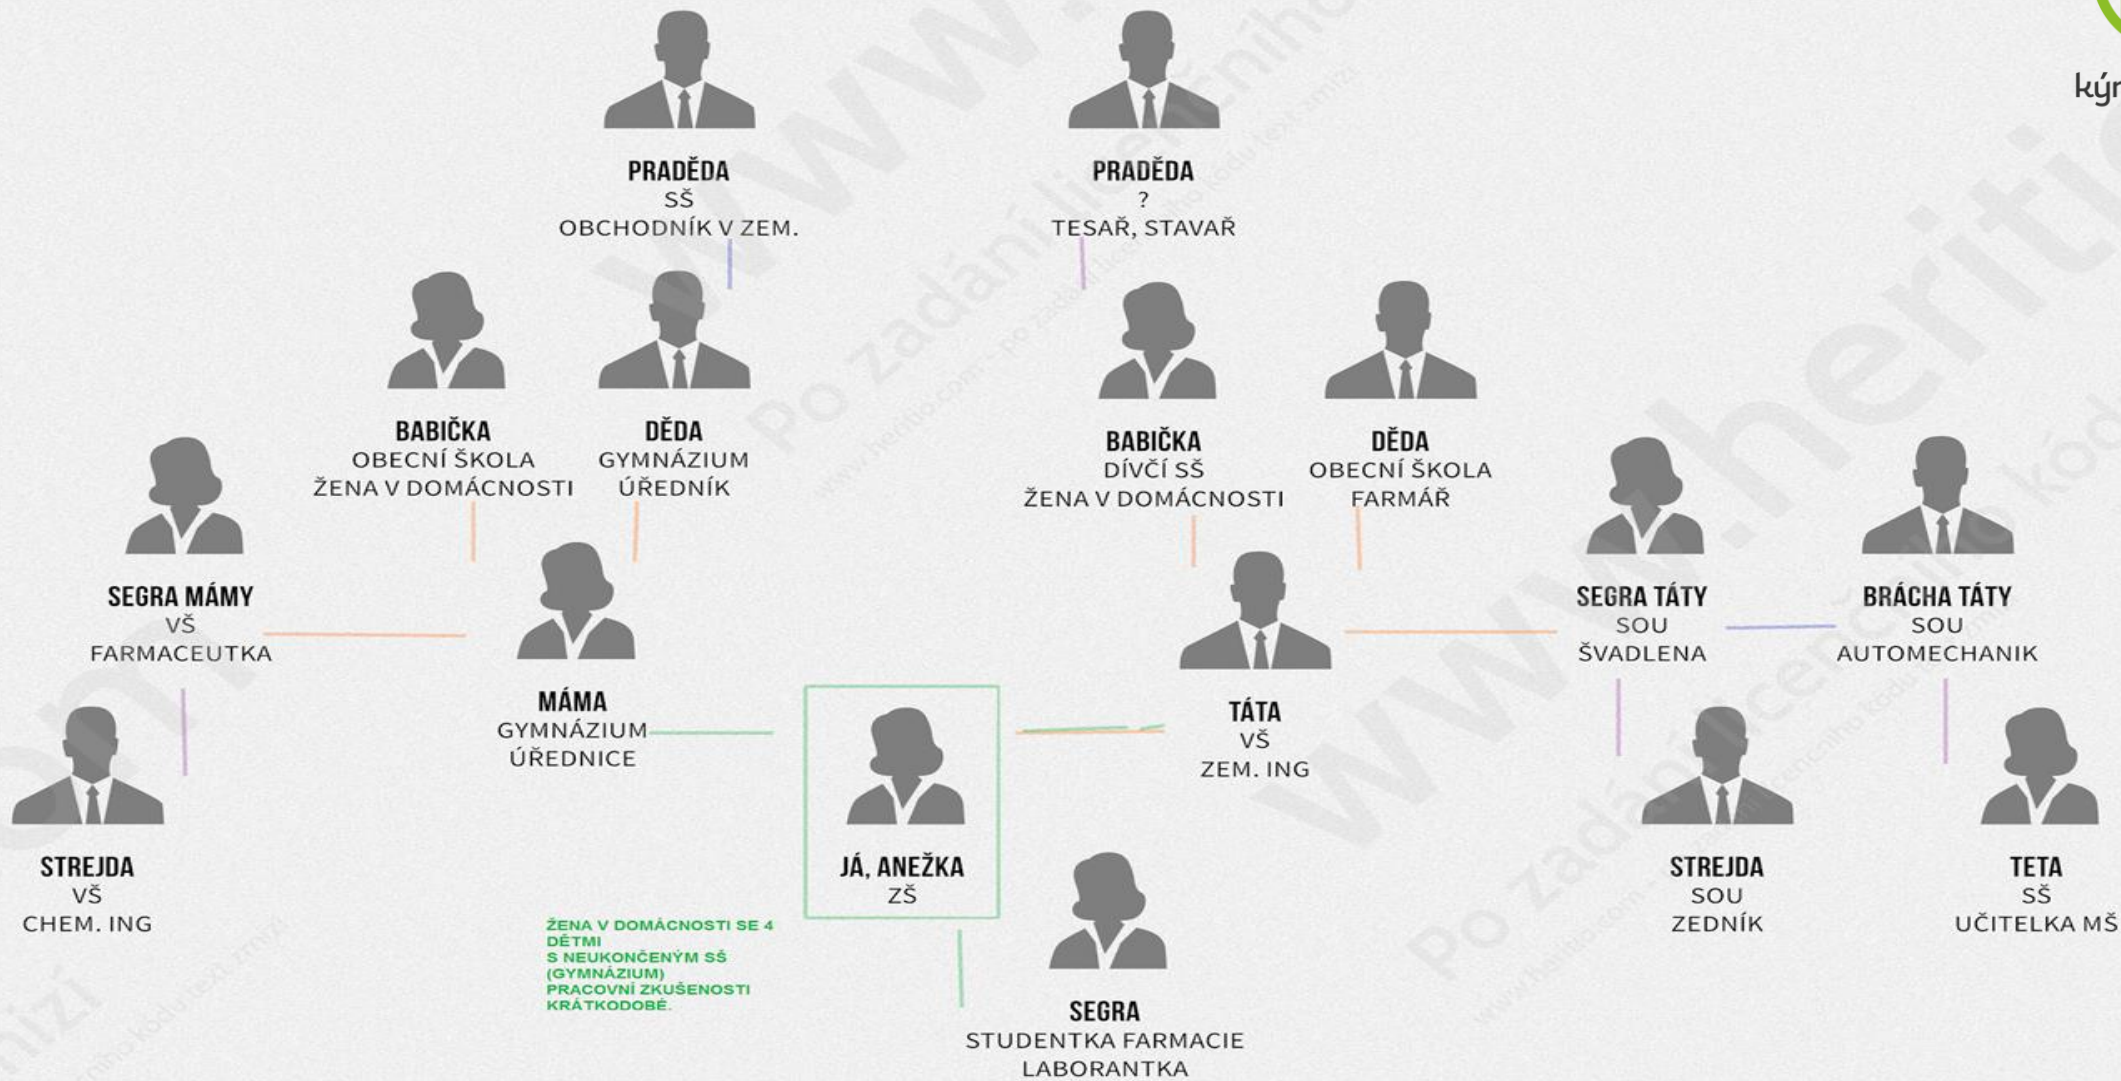 kýr
PRADĚDA
SŠ
OBCHODNÍK V ZEM.
PRADĚDA
?
TESAŘ, STAVAŘ
BABIČKA
OBECNÍ ŠKOLA
ŽENA V DOMÁCNOSTI
DĚDA
GYMNÁZIUM
ÚŘEDNÍK
BABIČKA
DÍVČÍ SŠ
ŽENA V DOMÁCNOSTI
DĚDA
OBECNÍ ŠKOLA
FARMÁŘ
SEGRA MÁMY
VŠ
FARMACEUTKA
MÁMA
GYMNÁZIUM
ÚŘEDNICE
TÁTA
VŠ
ZEM. ING
SEGRA TÁTY
SOU
ŠVADLENA
BRÁCHA TÁTY
SOU
AUTOMECHANIK
STREJDA
VŠ
CHEM. ING
JÁ, ANEŽKA
ZŠ
STREJDA
SOU
ZEDNÍK
TETA
SŠ
UČITELKA MŠ
ŽENA V DOMÁCNOSTI SE 4
DĚTMI
S NEUKONČENÝM SŠ
(GYMNÁZIUM)
PRACOVNÍ ZKUŠENOSTI
KRÁTKODOBÉ.
SEGRA
STUDENTKA FARMACIE
LABORANTKA